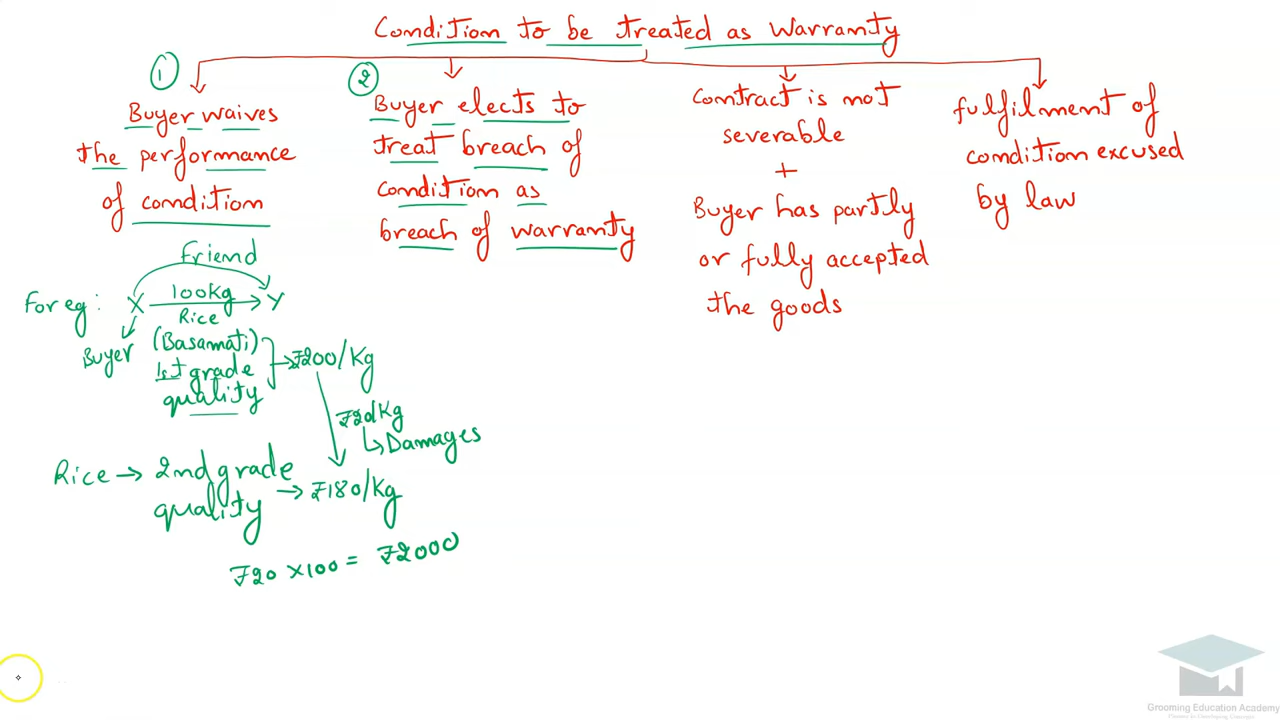 Condition to be treated as Warranty
1
Buyer waives
the performance
of condition
2
Buyer elects to
treat breach of
condition as
breach of warranty
Contract is not
severable
+
Buyer has partly
or fully accepted
the goods
fulfilment of
condition excused
by law
Friend
For eg: X 100Kg Y
Rice
Buyer
(Basamati)
1st grade
quality
₹200/Kg
₹20/Kg
Damages
Rice → 2nd grade
quality → ₹180/Kg
₹20 × 100 = ₹2000
Grooming Education Academy